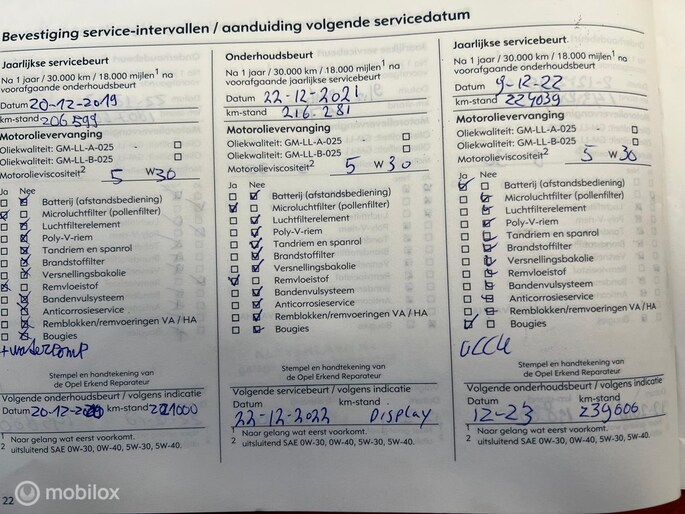 Bevestiging service-intervallen / aanduiding volgende servicedatum
Jaarlijkse servicebeurt
Na 1 jaar / 30.000 km / 18.000 mijlen¹ na
voorafgaande onderhoudsbeurt
Datum 20-12-2019
km-stand 206599
Motorolievervanging
Oliekwaliteit: GM-LL-A-025
Oliekwaliteit: GM-LL-B-025
Motorolieviscositeit² 5 W 30
Ja Nee
Batterij (afstandsbediening)
Microluchtfilter (pollenfilter)
Luchtfilterelement
Poly-V-riem
Tandriem en spanrol
Brandstoffilter
Versnellingsbakolie
Remvloeistof
Bandenvulsysteem
Anticorrosieservice
Remblokken/remvoeringen VA / HA
Bougies
+waterpomp
Stempel en handtekening van
de Opel Erkend Reparateur
Volgende onderhoudsbeurt / volgens indicatie
Datum 20-12- km-stand 221000
¹ Naar gelang wat eerst voorkomt.
² uitsluitend SAE 0W-30, 0W-40, 5W-30, 5W-40.
22
Onderhoudsbeurt
Na 1 jaar / 30.000 km / 18.000 mijlen¹ na
voorafgaande jaarlijkse servicebeurt
Datum 22-12-2021
km-stand 216.281
Motorolievervanging
Oliekwaliteit: GM-LL-A-025
Oliekwaliteit: GM-LL-B-025
Motorolieviscositeit² 5 W 30
Ja Nee
Batterij (afstandsbediening)
Microluchtfilter (pollenfilter)
Luchtfilterelement
Poly-V-riem
Tandriem en spanrol
Brandstoffilter
Versnellingsbakolie
Remvloeistof
Bandenvulsysteem
Anticorrosieservice
Remblokken/remvoeringen VA / HA
Bougies
Stempel en handtekening van
de Opel Erkend Reparateur
Volgende servicebeurt / volgens indicatie
Datum km-stand
22-12-2022 Display
¹ Naar gelang wat eerst voorkomt.
² uitsluitend SAE 0W-30, 0W-40, 5W-30, 5W-40.
Jaarlijkse servicebeurt
Na 1 jaar / 30.000 km / 18.000 mijlen¹ na
voorafgaande onderhoudsbeurt
Datum 9-12-22
km-stand 224039
Motorolievervanging
Oliekwaliteit: GM-LL-A-025
Oliekwaliteit: GM-LL-B-025
Motorolieviscositeit² 5 W 30
Ja Nee
Batterij (afstandsbediening)
Microluchtfilter (pollenfilter)
Luchtfilterelement
Poly-V-riem
Tandriem en spanrol
Brandstoffilter
Versnellingsbakolie
Remvloeistof
Bandenvulsysteem
Anticorrosieservice
Remblokken/remvoeringen VA / HA
Bougies
Stempel en handtekening van
de Opel Erkend Reparateur
Volgende onderhoudsbeurt / volgens indicatie
Datum km-stand
12-23 239606
¹ Naar gelang wat eerst voorkomt.
² uitsluitend SAE 0W-30, 0W-40, 5W-30, 5W-40.
mobilox